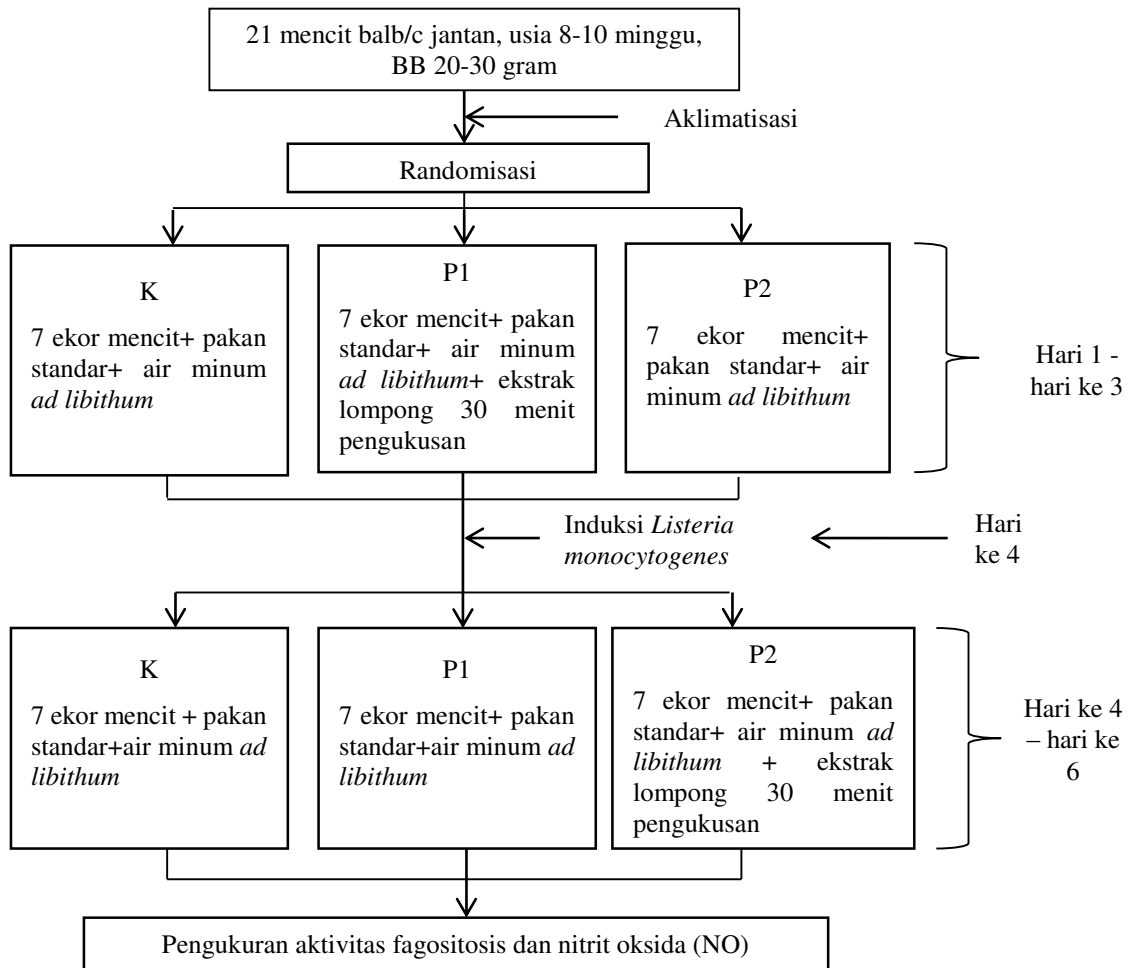 21 mencit balb/c jantan, usia 8-10 minggu,
BB 20-30 gram
Aklimatisasi
Randomisasi
K
7 ekor mencit+ pakan
standar+ air minum
ad libithum
P1
7 ekor mencit+ pakan
standar+ air minum
ad libithum+ ekstrak
lompong 30 menit
pengukusan
P2
7 ekor mencit+
pakan standar+ air
minum ad libithum
Hari 1 -
hari ke 3
Induksi Listeria
monocytogenes
Hari
ke 4
K
7 ekor mencit + pakan
standar+air minum ad
libithum
P1
7 ekor mencit+ pakan
standar+air minum ad
libithum
P2
7 ekor mencit+ pakan
standar+ air minum ad
libithum + ekstrak
lompong 30 menit
pengukusan
Hari ke 4
– hari ke
6
Pengukuran aktivitas fagositosis dan nitrit oksida (NO)